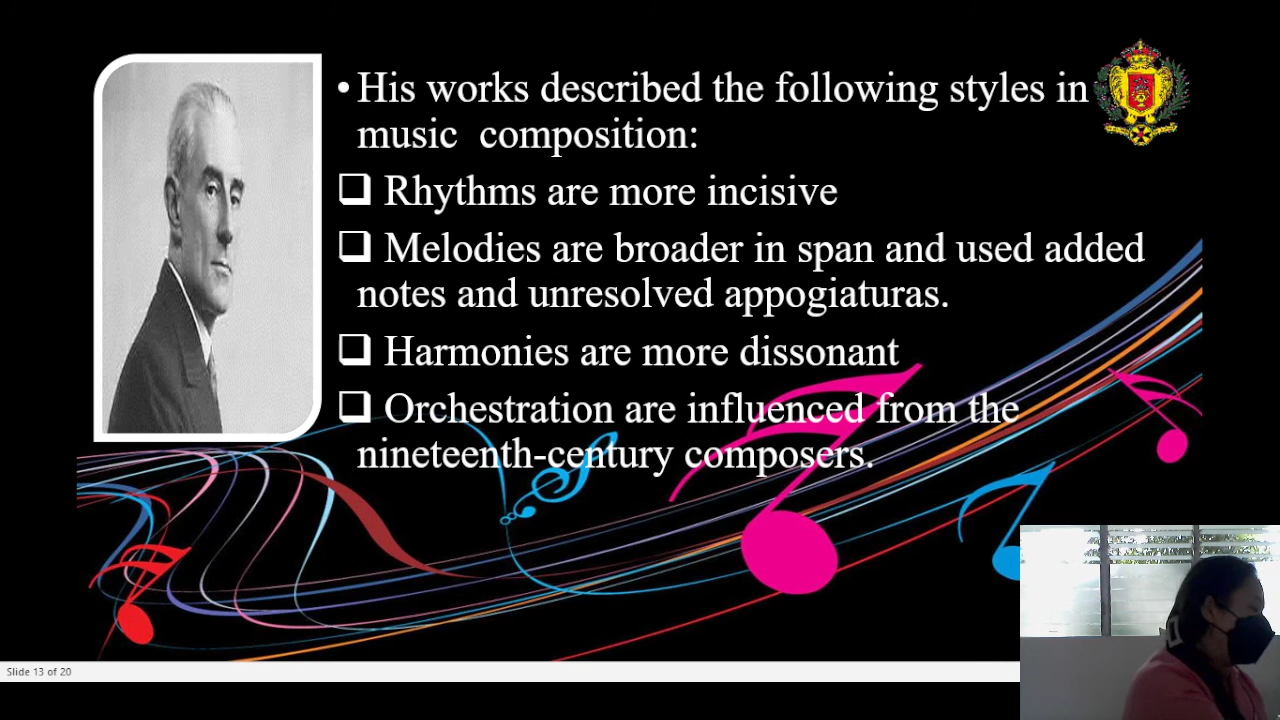 • His works described the following styles in
music composition:
❑ Rhythms are more incisive
❑ Melodies are broader in span and used added
notes and unresolved appogiaturas.
❑ Harmonies are more dissonant
❑ Orchestration are influenced from the
nineteenth-century composers.
Slide 13 of 20